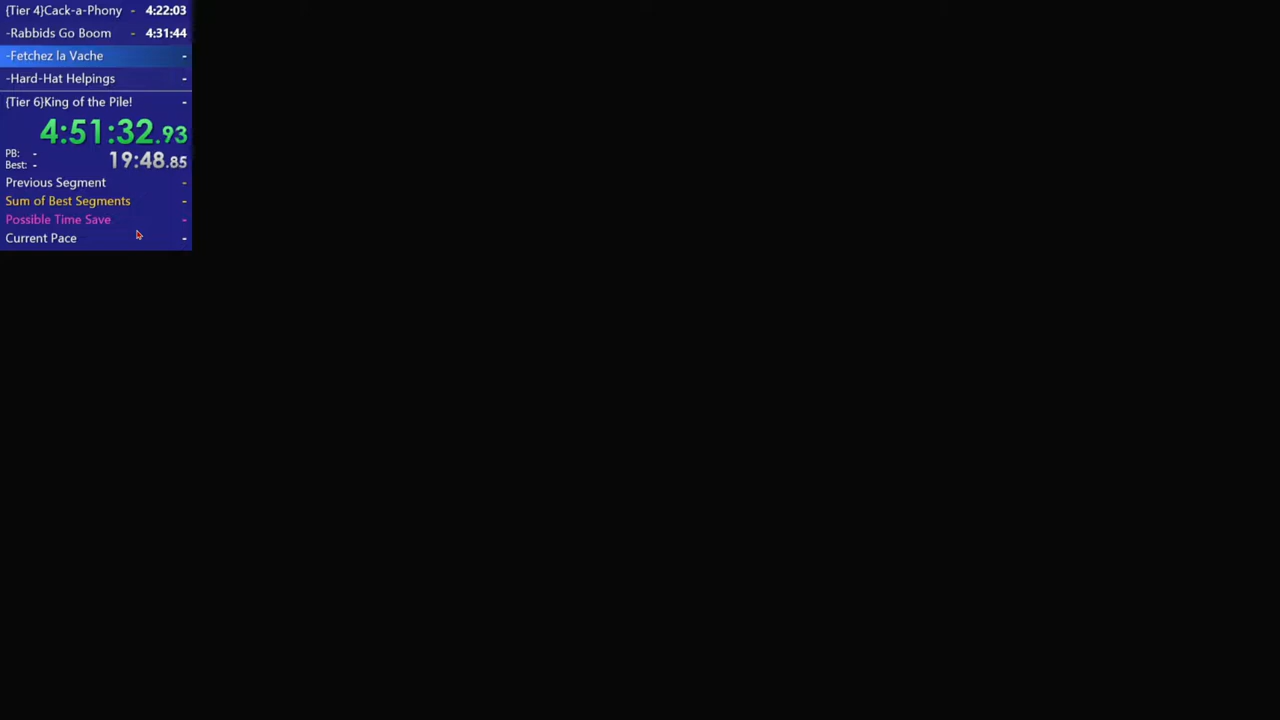 {Tier 4}Cack-a-Phony - 4:22:03
-Rabbids Go Boom - 4:31:44
-Fetchez la Vache -
-Hard-Hat Helpings -
{Tier 6}King of the Pile! -
4:51:32.93
PB: - 
Best: - 19:48.85
Previous Segment -
Sum of Best Segments -
Possible Time Save -
Current Pace -